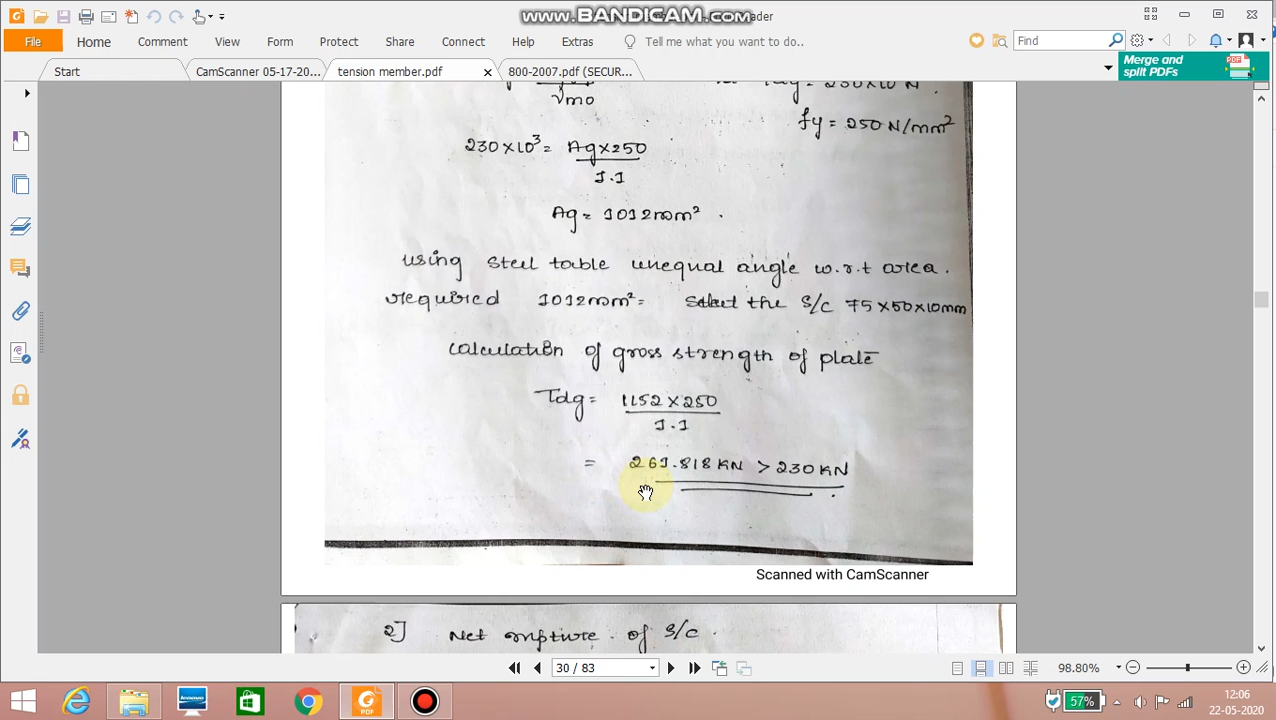 www.BANDICAM.com
ader
File Home Comment View Form Protect Share Connect Help Extras Tell me what you want to do.. Find
Merge and split PDFs
Start CamScanner 05-17-20... tension member.pdf 800-2007.pdf (SECUR...
γmo
fy = 250 N/mm²
230×10³ = Ag×250
1.1
Ag = 1012mm².
using steel table unequal angle w.r.t area.
required 1012mm² = Select the S/C 75×50×10mm
calculation of gross strength of plate
Tdg = 1152×250
1.1
= 261.818 KN > 230 KN.
Scanned with CamScanner
2] Net rupture of S/C.
30 / 83
98.80%
57%
12:06
22-05-2020